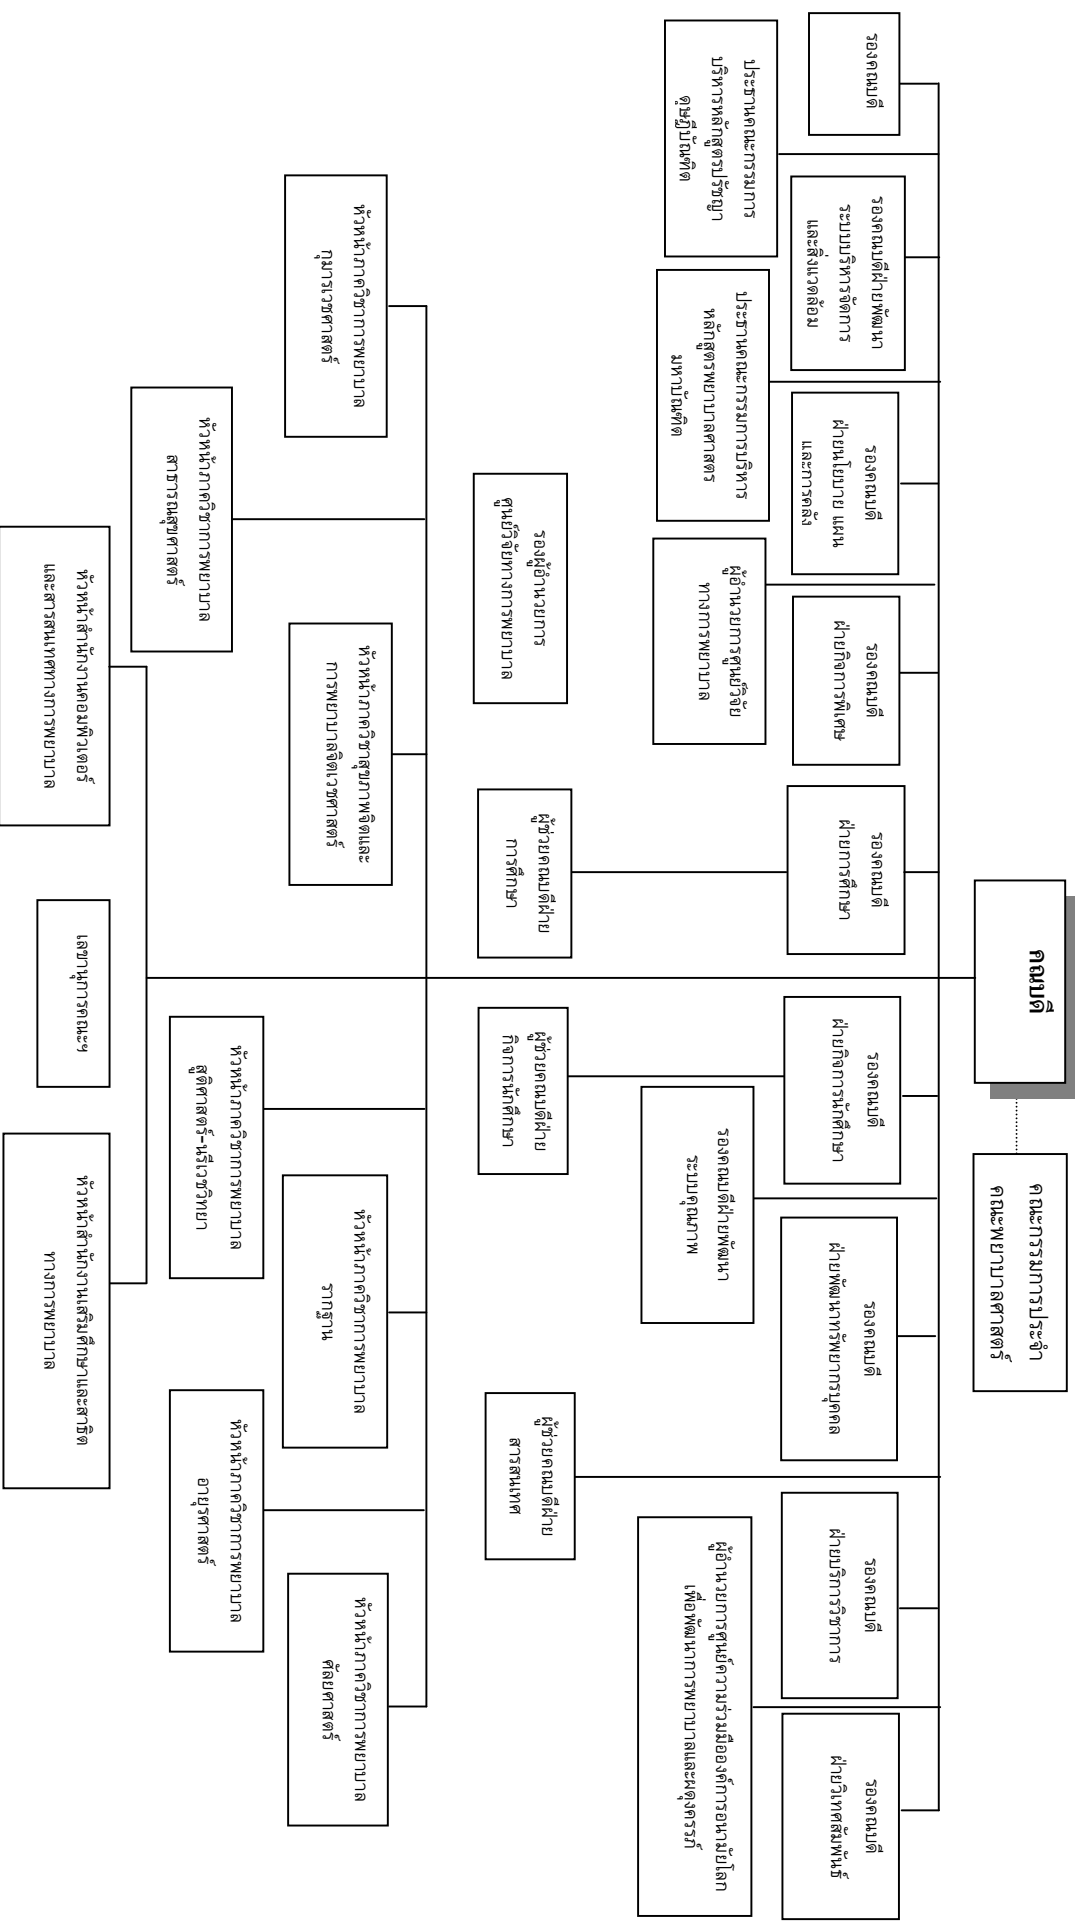 คณบดี
คณะกรรมการประจำ
คณะพยาบาลศาสตร์
รองคณบดี
รองคณบดีฝ่ายพัฒนา
ระบบบริหารจัดการ
และสิ่งแวดล้อม
รองคณบดี
ฝ่ายนโยบาย แผน
และการคลัง
รองคณบดี
ฝ่ายกิจการพิเศษ
รองคณบดี
ฝ่ายการศึกษา
รองคณบดี
ฝ่ายกิจการนักศึกษา
รองคณบดี
ฝ่ายพัฒนาทรัพยากรบุคคล
รองคณบดี
ฝ่ายบริการวิชาการ
รองคณบดี
ฝ่ายวิเทศสัมพันธ์
ประธานคณะกรรมการ
บริหารหลักสูตรปรัชญา
ดุษฎีบัณฑิต
ประธานคณะกรรมการบริหาร
หลักสูตรพยาบาลศาสตร
มหาบัณฑิต
ผู้อำนวยการศูนย์วิจัย
ทางการพยาบาล
รองคณบดีฝ่ายพัฒนา
ระบบคุณภาพ
ผู้อำนวยการศูนย์ความร่วมมือองค์การอนามัยโลก
เพื่อพัฒนาการพยาบาลและผดุงครรภ์
รองผู้อำนวยการ
ศูนย์วิจัยทางการพยาบาล
ผู้ช่วยคณบดีฝ่าย
การศึกษา
ผู้ช่วยคณบดีฝ่าย
กิจการนักศึกษา
ผู้ช่วยคณบดีฝ่าย
สารสนเทศ
หัวหน้าภาควิชาการพยาบาล
กุมารเวชศาสตร์
หัวหน้าภาควิชาสุขภาพจิตและ
การพยาบาลจิตเวชศาสตร์
หัวหน้าภาควิชาการพยาบาล
รากฐาน
หัวหน้าภาควิชาการพยาบาล
ศัลยศาสตร์
หัวหน้าภาควิชาการพยาบาล
สาธารณสุขศาสตร์
หัวหน้าภาควิชาการพยาบาล
สูติศาสตร์-นรีเวชวิทยา
หัวหน้าภาควิชาการพยาบาล
อายุรศาสตร์
หัวหน้าสำนักงานคอมพิวเตอร์
และสารสนเทศทางการพยาบาล
เลขานุการคณะฯ
หัวหน้าสำนักงานเสริมศึกษาและสาธิต
ทางการพยาบาล